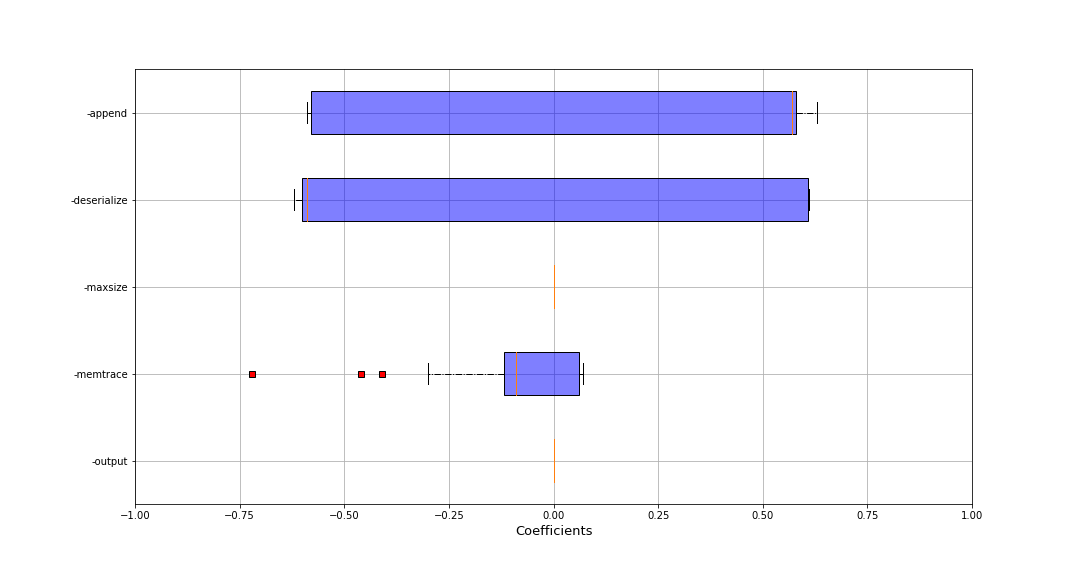 -append
-deserialize
-maxsize
-memtrace
-output
−1.00 −0.75 −0.50 −0.25 0.00 0.25 0.50 0.75 1.00
Coefficients